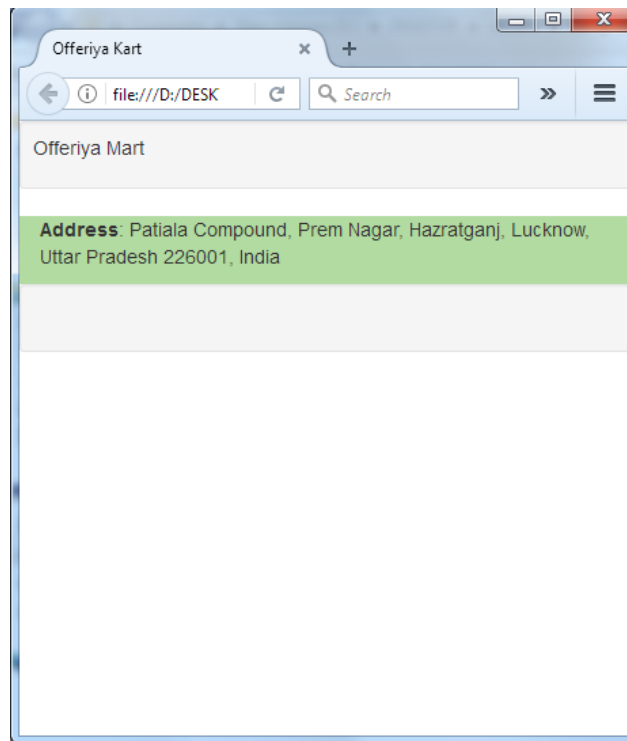 Offeriya Kart
file:///D:/DESK
Search
Offeriya Mart
Address: Patiala Compound, Prem Nagar, Hazratganj, Lucknow,
Uttar Pradesh 226001, India